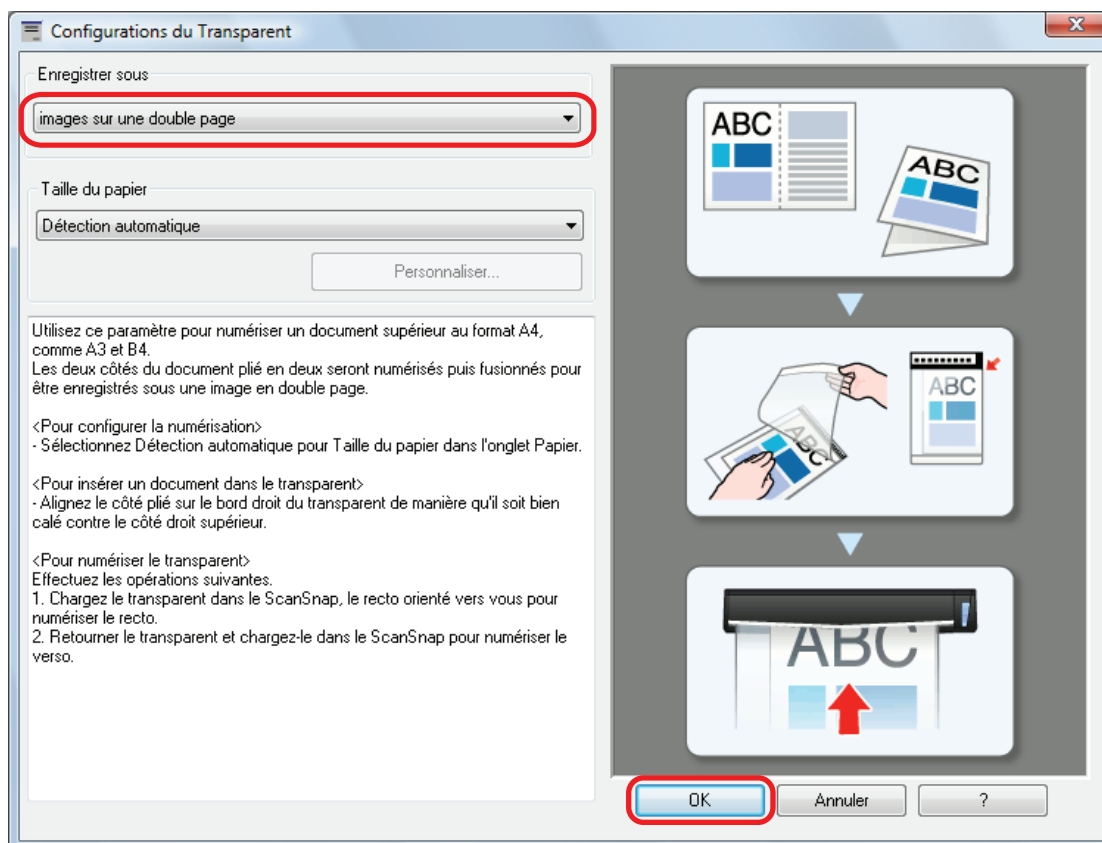 Configurations du Transparent
Enregistrer sous
images sur une double page
Taille du papier
Détection automatique
Personnaliser...
Utilisez ce paramètre pour numériser un document supérieur au format A4,
comme A3 et B4.
Les deux côtés du document plié en deux seront numérisés puis fusionnés pour
être enregistrés sous une image en double page.
<Pour configurer la numérisation>
- Sélectionnez Détection automatique pour Taille du papier dans l'onglet Papier.
<Pour insérer un document dans le transparent>
- Alignez le côté plié sur le bord droit du transparent de manière qu'il soit bien
calé contre le côté droit supérieur.
<Pour numériser le transparent>
Effectuez les opérations suivantes.
1. Chargez le transparent dans le ScanSnap, le recto orienté vers vous pour
numériser le recto.
2. Retourner le transparent et chargez-le dans le ScanSnap pour numériser le
verso.
ABC
ABC
ABC
ABC
ABC
OK
Annuler
?